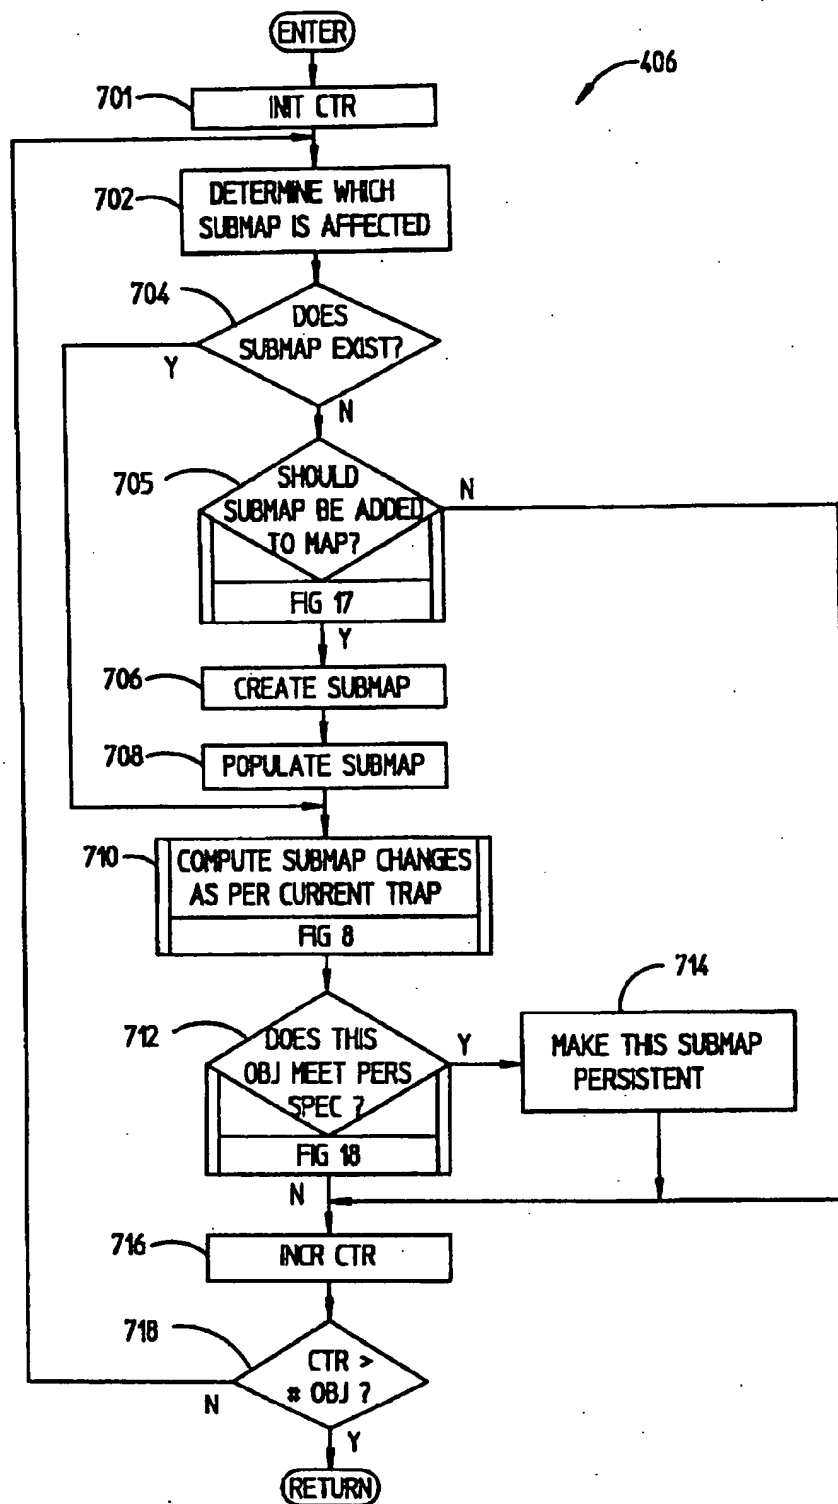 ENTER
406
701
INIT CTR
702
DETERMINE WHICH
SUBMAP IS AFFECTED
704
DOES
SUBMAP EXIST?
Y
N
705
SHOULD
SUBMAP BE ADDED
TO MAP?
N
FIG 17
Y
706
CREATE SUBMAP
708
POPULATE SUBMAP
710
COMPUTE SUBMAP CHANGES
AS PER CURRENT TRAP
FIG 8
714
712
DOES THIS
OBJ MEET PERS
SPEC ?
Y
MAKE THIS SUBMAP
PERSISTENT
FIG 18
N
716
INCR CTR
718
CTR >
# OBJ ?
N
Y
RETURN